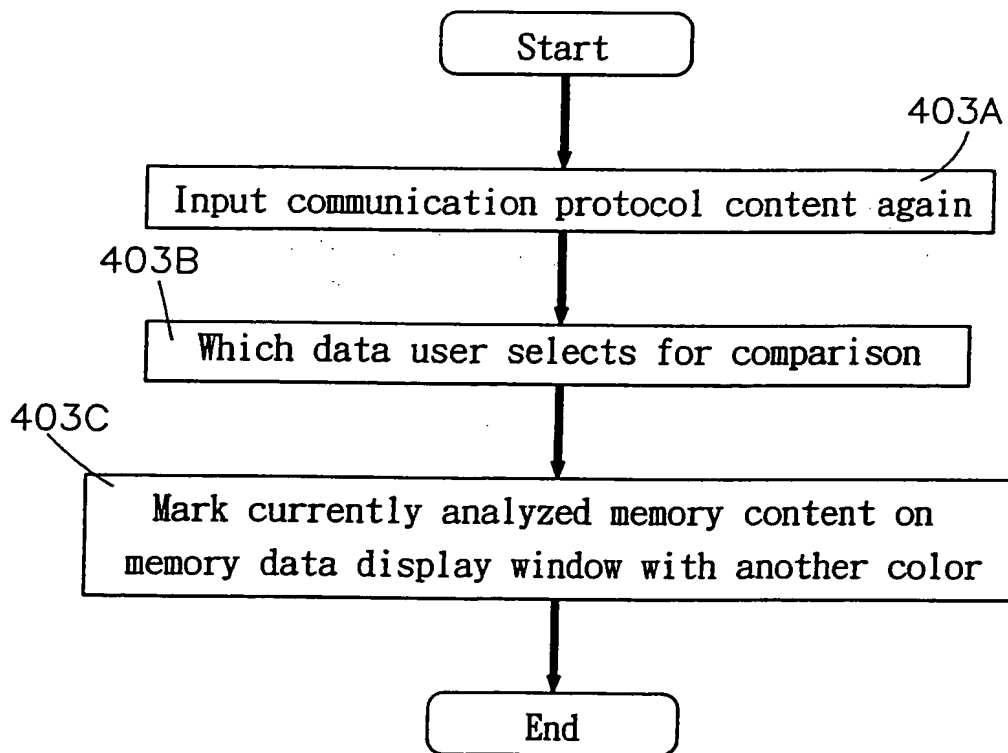 Start
403A
Input communication protocol content again
403B
Which data user selects for comparison
403C
Mark currently analyzed memory content on
memory data display window with another color
End